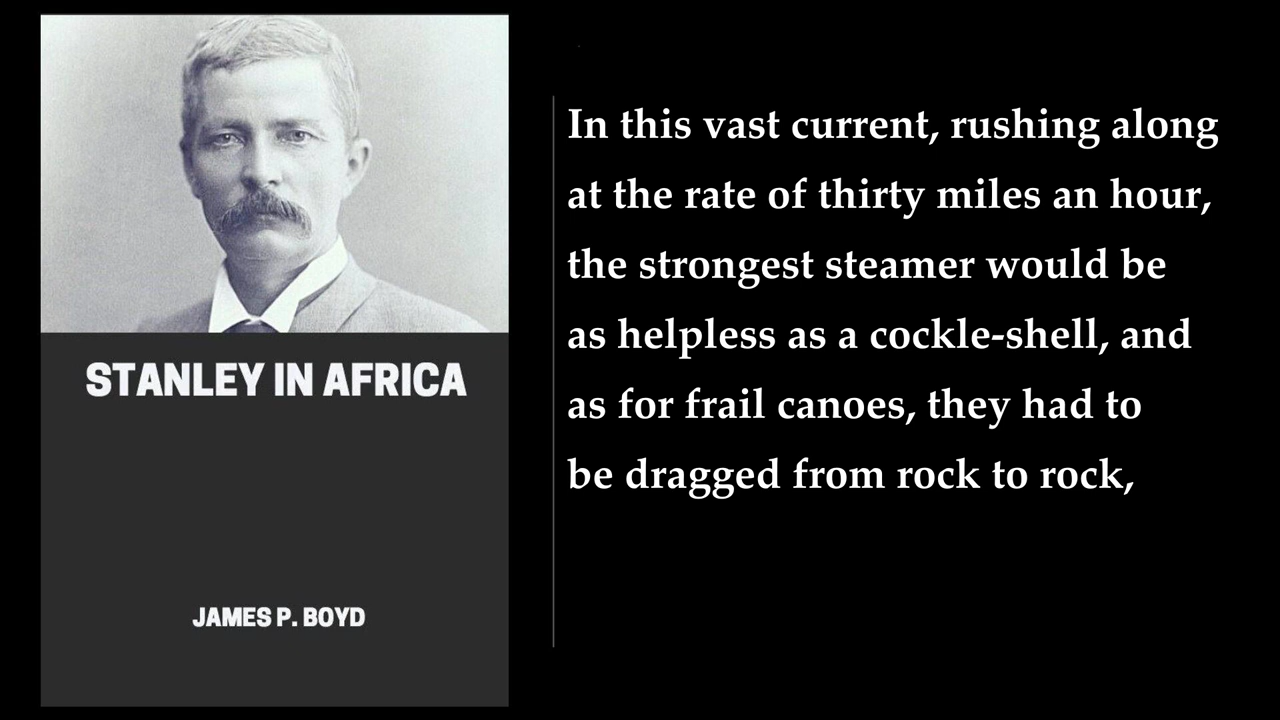 STANLEY IN AFRICA
JAMES P. BOYD
In this vast current, rushing along
at the rate of thirty miles an hour,
the strongest steamer would be
as helpless as a cockle-shell, and
as for frail canoes, they had to
be dragged from rock to rock,